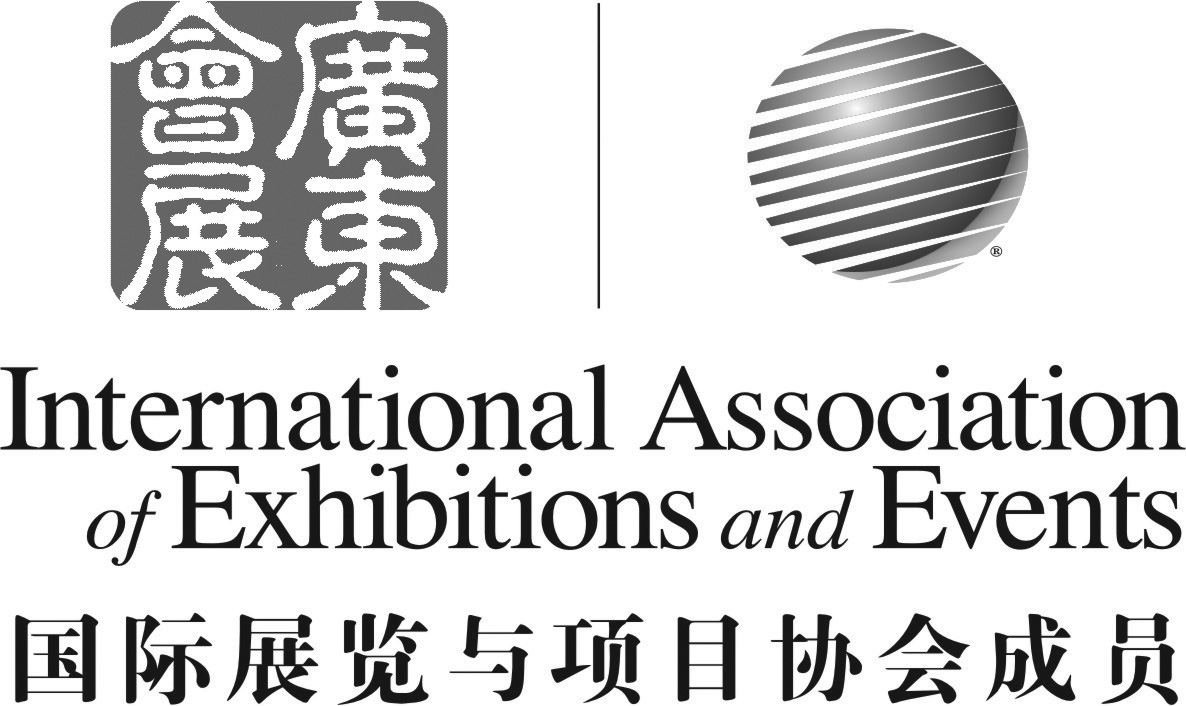 廣東
會展
®
International Association
of Exhibitions and Events
国际展览与项目协会成员